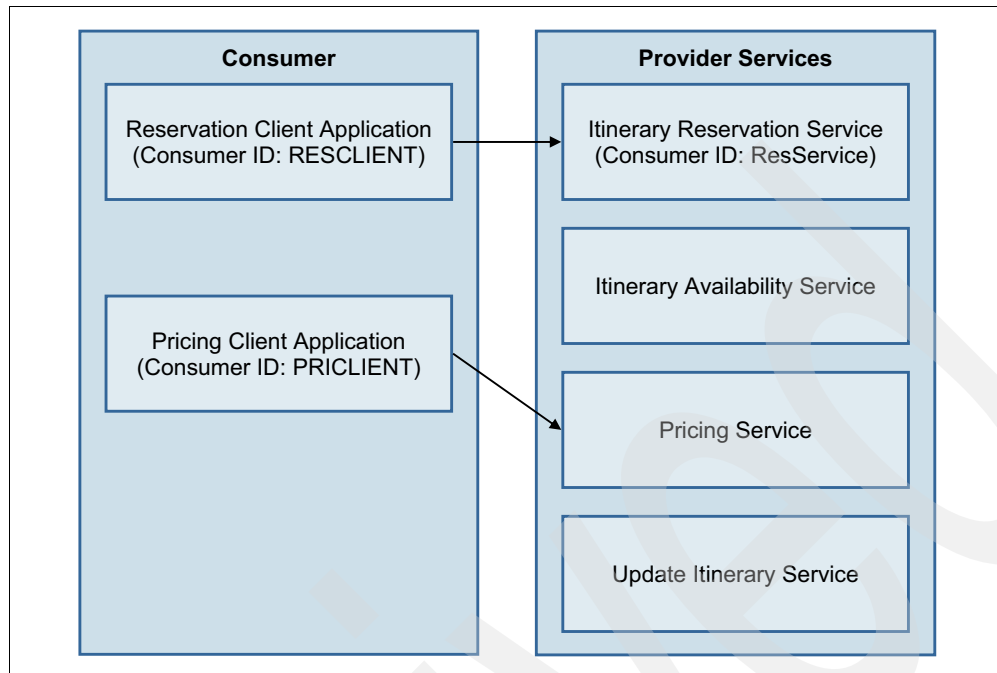 Consumer
Reservation Client Application
(Consumer ID: RESCLIENT)
Pricing Client Application
(Consumer ID: PRICLIENT)
Provider Services
Itinerary Reservation Service
(Consumer ID: ResService)
Itinerary Availability Service
Pricing Service
Update Itinerary Service